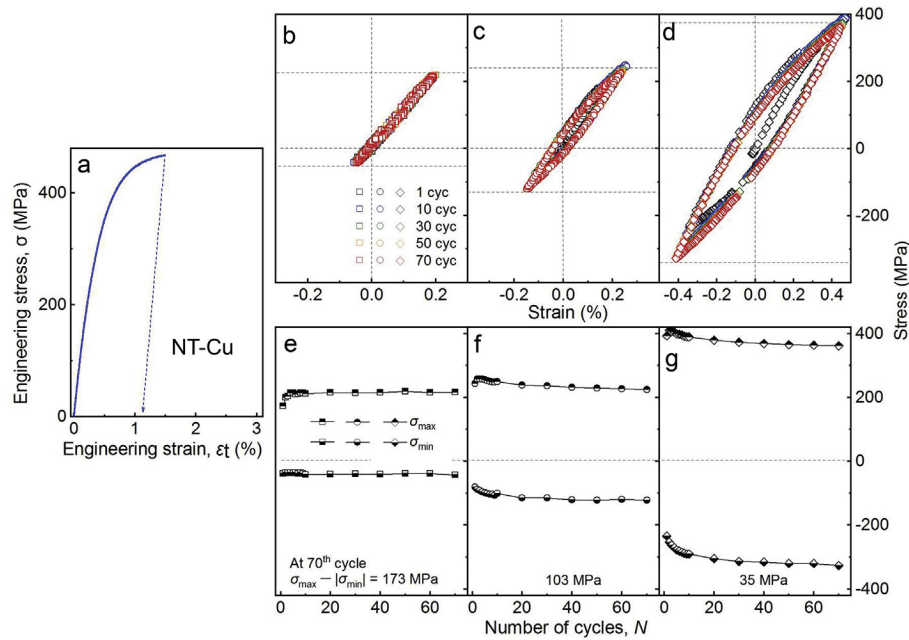 a
Engineering stress, σ (MPa)
400
200
0
NT-Cu
0 1 2 3
Engineering strain, εt (%)
b
c
d
1 cyc
10 cyc
30 cyc
50 cyc
70 cyc
0.0 0.2
0.0 0.2
-0.4 -0.2 0.0 0.2 0.4
Strain (%)
400
200
0
-200
Stress (MPa)
e
f
g
σmax
σmin
At 70th cycle
σmax — |σmin| = 173 MPa
103 MPa
35 MPa
400
200
0
-200
-400
0 20 40 60
0 20 40 60
0 20 40 60
Number of cycles, N